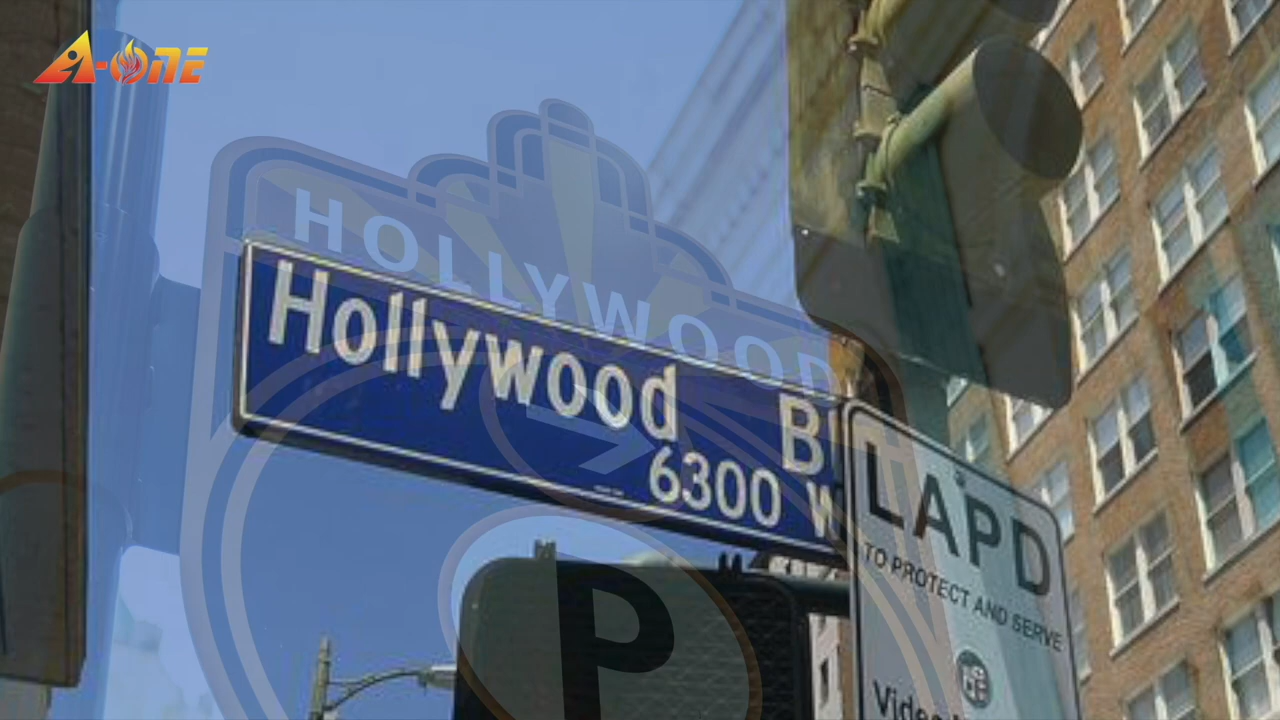 A-ONE
HOLLYWOOD
Hollywood
6300 W
LAPD
TO PROTECT AND SERVE
P